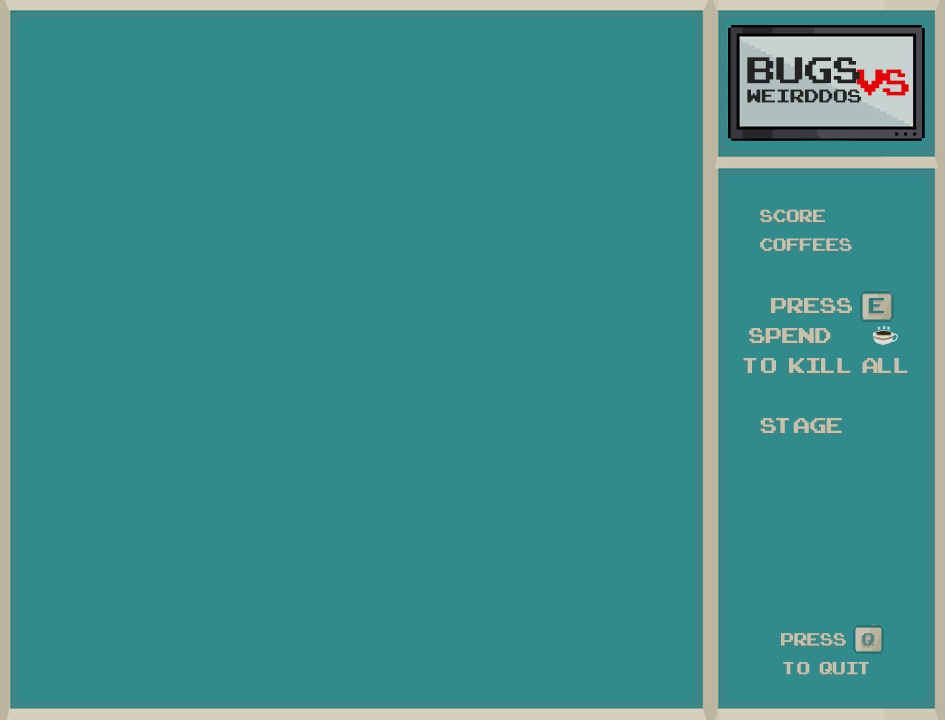 BUGS VS
WEIRDDOS
SCORE
COFFEES
PRESS E
SPEND
TO KILL ALL
STAGE
PRESS Q
TO QUIT